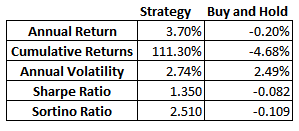 Strategy Buy and Hold
Annual Return 3.70% -0.20%
Cumulative Returns 111.30% -4.68%
Annual Volatility 2.74% 2.49%
Sharpe Ratio 1.350 -0.082
Sortino Ratio 2.510 -0.109